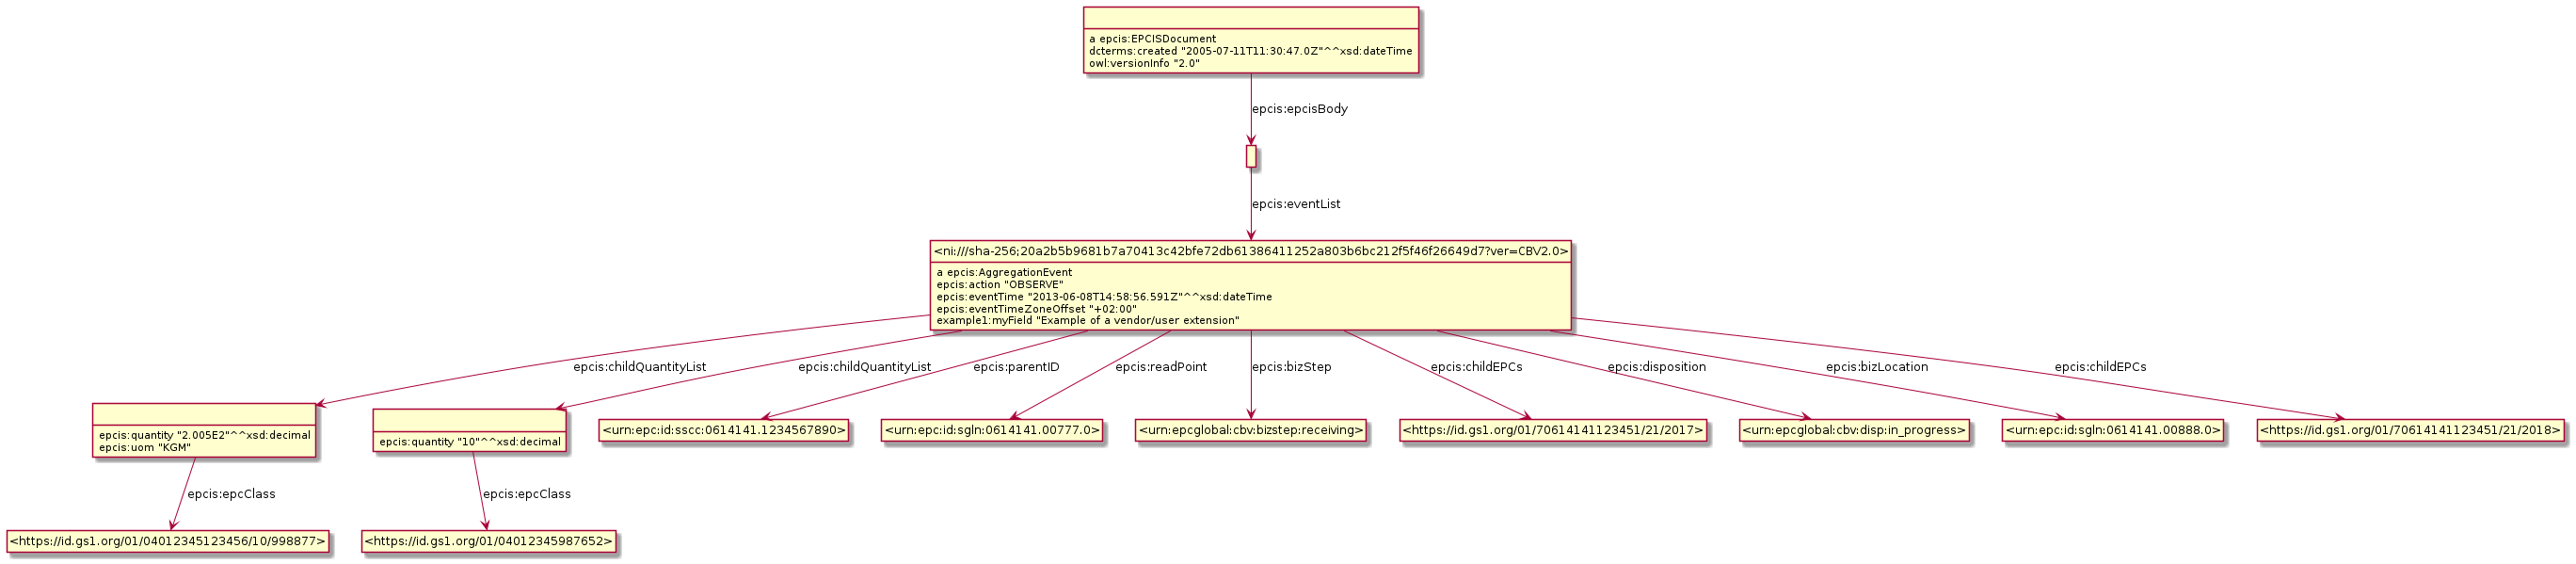 a epcis:EPCISDocument
dcterms:created "2005-07-11T11:30:47.0Z"^^xsd:dateTime
owl:versionInfo "2.0"
epcis:epcisBody
epcis:eventList
<ni:///sha-256;20a2b5b9681b7a70413c42bfe72db61386411252a803b6bc212f5f46f26649d7?ver=CBV2.0>
a epcis:AggregationEvent
epcis:action "OBSERVE"
epcis:eventTime "2013-06-08T14:58:56.591Z"^^xsd:dateTime
epcis:eventTimeZoneOffset "+02:00"
example1:myField "Example of a vendor/user extension"
epcis:childQuantityList
epcis:childQuantityList
epcis:parentID
epcis:readPoint
epcis:bizStep
epcis:childEPCs
epcis:disposition
epcis:bizLocation
epcis:childEPCs
epcis:quantity "2.005E2"^^xsd:decimal
epcis:uom "KGM"
epcis:quantity "10"^^xsd:decimal
<urn:epc:id:sscc:0614141.1234567890>
<urn:epc:id:sgln:0614141.00777.0>
<urn:epcglobal:cbv:bizstep:receiving>
<https://id.gs1.org/01/70614141123451/21/2017>
<urn:epcglobal:cbv:disp:in_progress>
<urn:epc:id:sgln:0614141.00888.0>
<https://id.gs1.org/01/70614141123451/21/2018>
epcis:epcClass
epcis:epcClass
<https://id.gs1.org/01/04012345123456/10/998877>
<https://id.gs1.org/01/04012345987652>